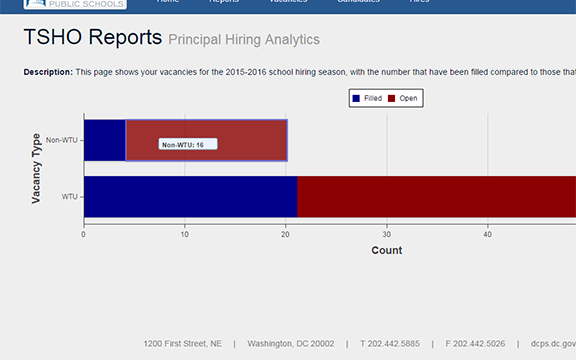 PUBLIC SCHOOLS
Home Reports Vacancies Candidates Hires
TSHO Reports Principal Hiring Analytics
Description: This page shows your vacancies for the 2015-2016 school hiring season, with the number that have been filled compared to those that
Filled Open
Vacancy Type
Non-WTU
Non-WTU: 16
WTU
0 10 20 30 40
Count
1200 First Street, NE | Washington, DC 20002 | T 202.442.5885 | F 202.442.5026 | dcps.dc.gov